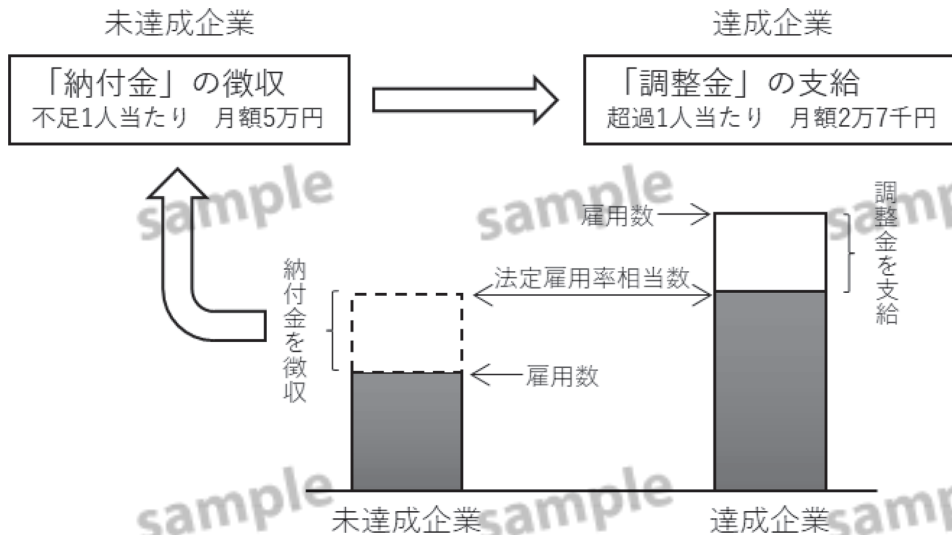 未達成企業
達成企業
「納付金」の徴収
不足1人当たり 月額5万円
「調整金」の支給
超過1人当たり 月額2万7千円
sample
sample
sample
雇用数
調整金を支給
納付金を徴収
法定雇用率相当数
雇用数
sample
sample
sample
未達成企業
達成企業